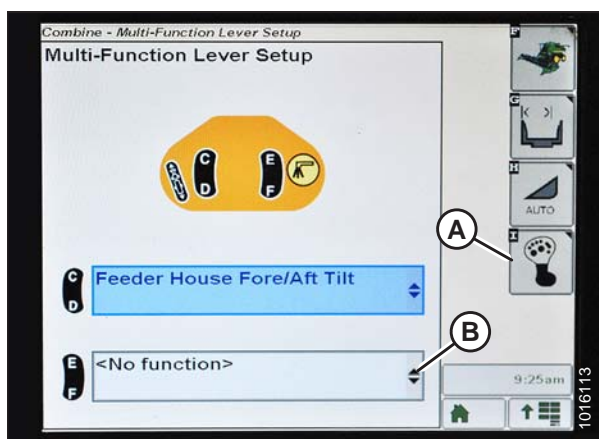 Combine - Multi-Function Lever Setup
Multi-Function Lever Setup
F
G
H
AUTO
I
A
C
D
E
F
C
D
Feeder House Fore/Aft Tilt
B
E
F
<No function>
9:25am
1016113